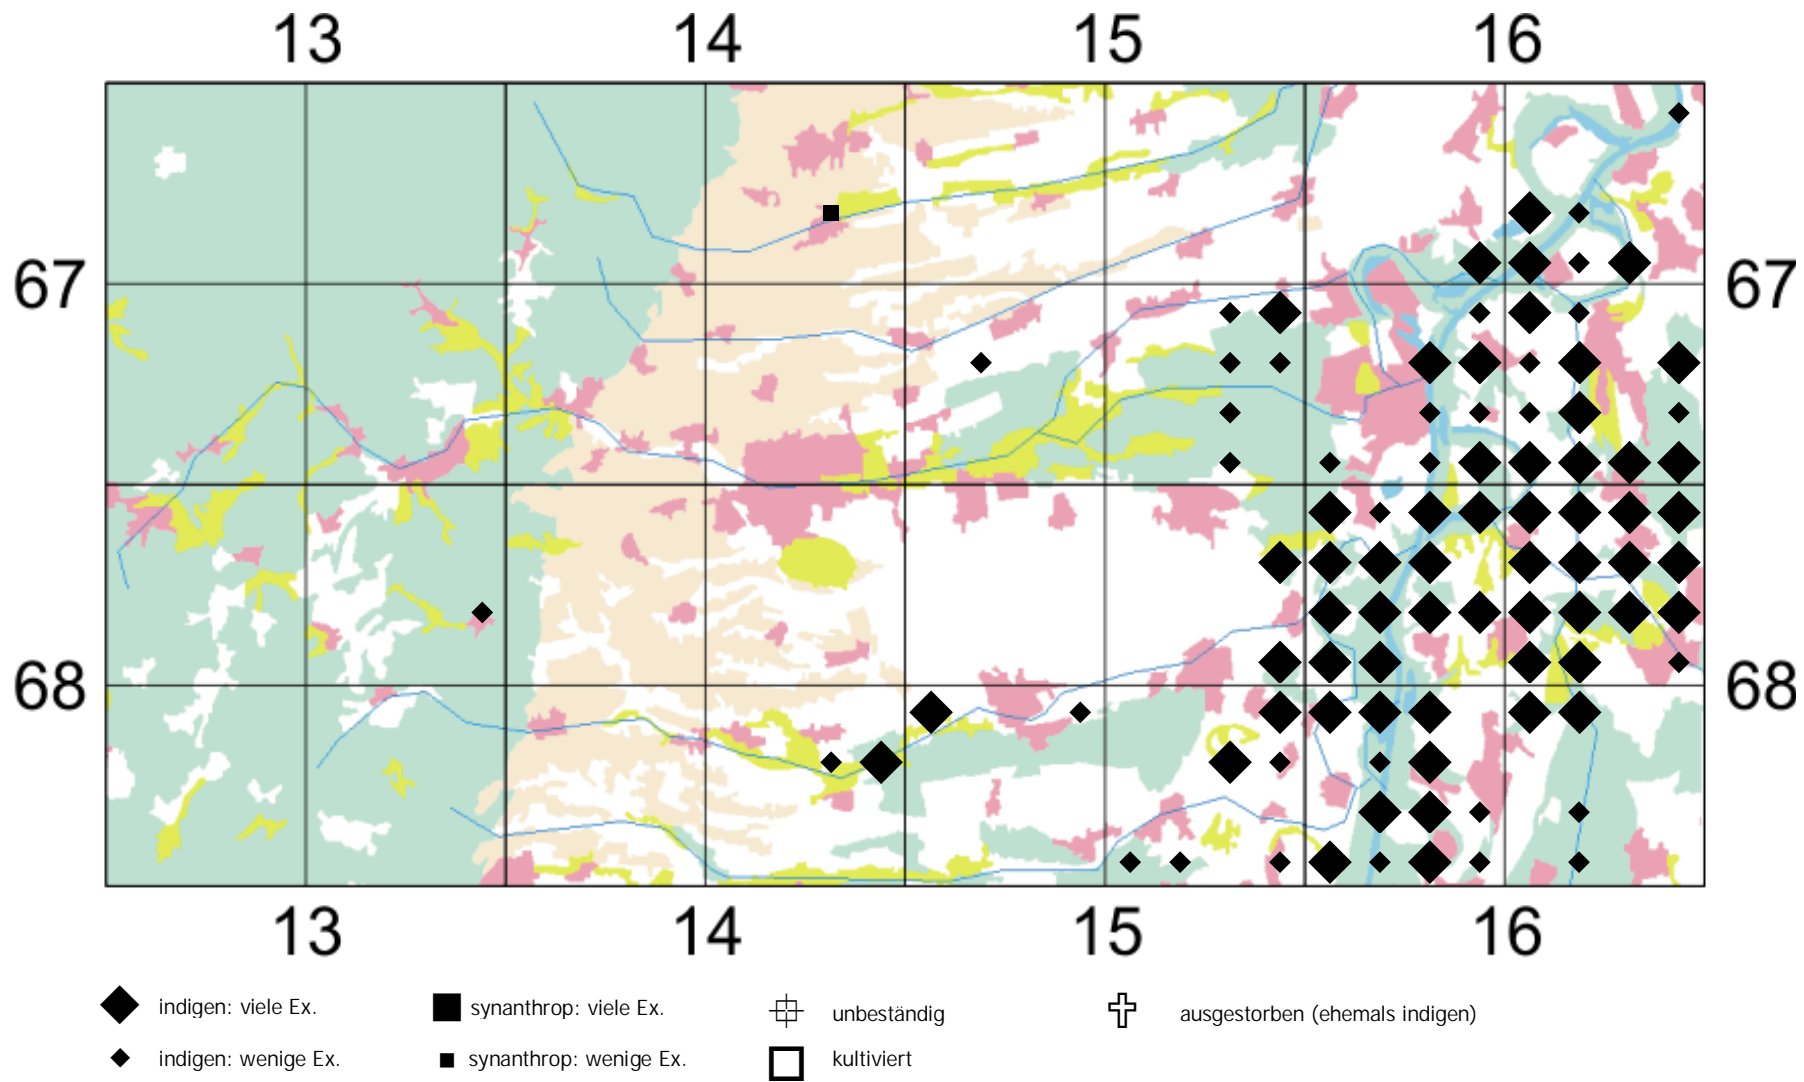 13 14 15 16
67 67
68 68
13 14 15 16
indigen: viele Ex. synanthrop: viele Ex. unbeständig ausgestorben (ehemals indigen)
indigen: wenige Ex. synanthrop: wenige Ex. kultiviert